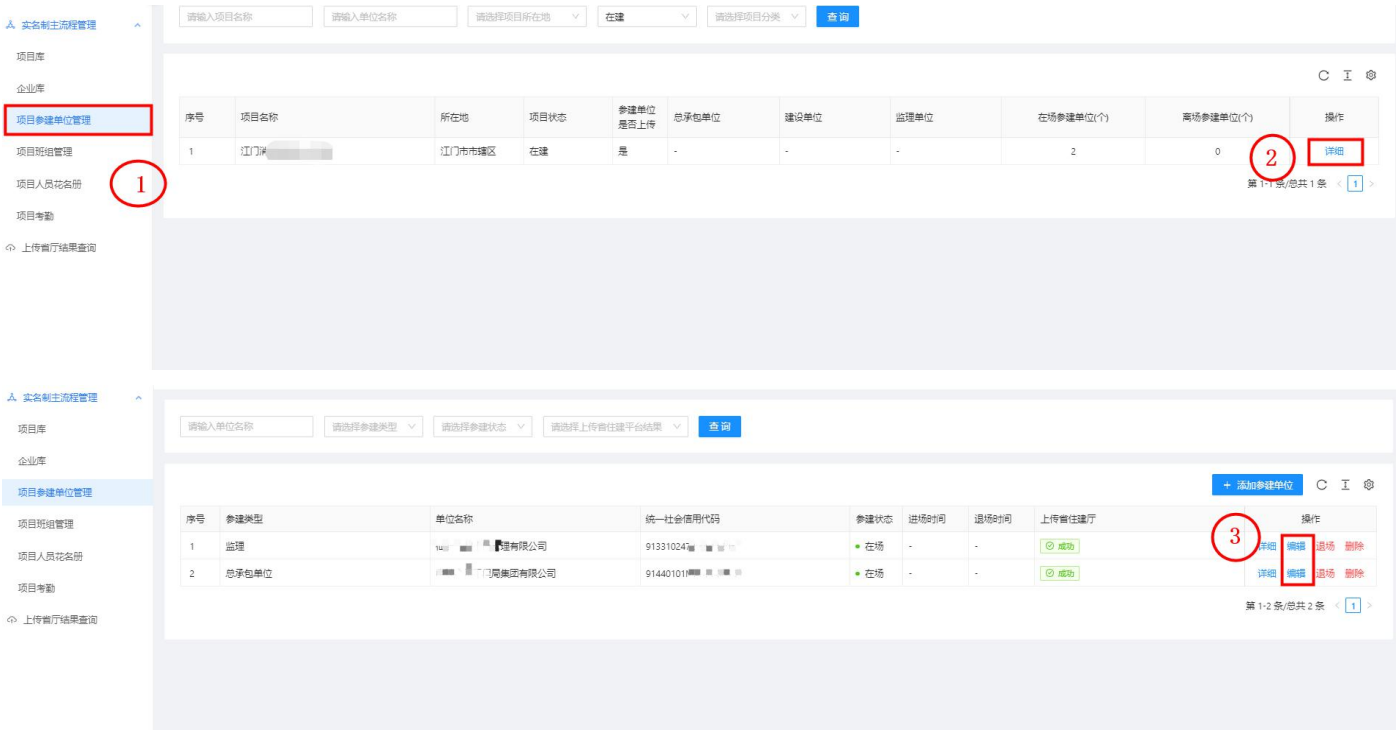 实名制主流程管理
项目库
企业库
项目参建单位管理
项目班组管理
项目人员花名册
项目考勤
上传省厅结果查询
1
请输入项目名称 请输入单位名称 请选择项目所在地 在建 请选择项目分类 查询
序号 项目名称 所在地 项目状态 参建单位是否上传 总承包单位 建设单位 监理单位 在场参建单位(个) 离场参建单位(个) 操作
1 江门 江门市市辖区 在建 是 - - - 2 0 详细
2
第 1-1 条/总共 1 条 < 1 >
实名制主流程管理
项目库
企业库
项目参建单位管理
项目班组管理
项目人员花名册
项目考勤
上传省厅结果查询
请输入单位名称 请选择参建类型 请选择参建状态 请选择上传省住建平台结果 查询
+ 添加参建单位
序号 参建类型 单位名称 统一社会信用代码 参建状态 进场时间 退场时间 上传省住建厅 操作
1 监理 理有限公司 913310247 在场 - - 成功 详细 编辑 退场 删除
2 总承包单位 局集团有限公司 91440101 在场 - - 成功 详细 编辑 退场 删除
3
第 1-2 条/总共 2 条 < 1 >